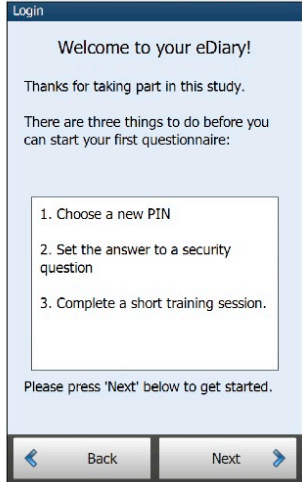 Login
Welcome to your eDiary!
Thanks for taking part in this study.
There are three things to do before you
can start your first questionnaire:
1. Choose a new PIN
2. Set the answer to a security
question
3. Complete a short training session.
Please press 'Next' below to get started.
Back
Next